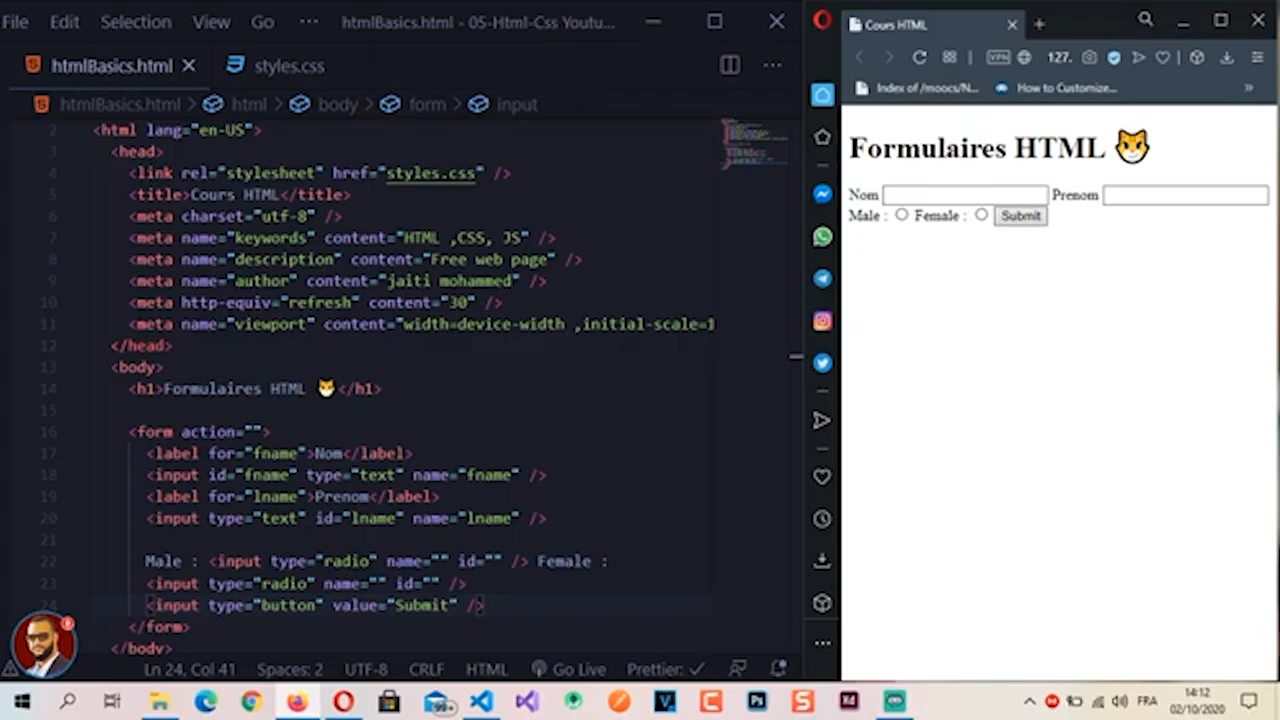 File Edit Selection View Go ··· htmlBasics.html - 05-Html-Css Youtu...
htmlBasics.html styles.css
htmlBasics.html > html > body > form > input
2 <html lang="en-US">
3 <head>
4 <link rel="stylesheet" href="styles.css" />
5 <title>Cours HTML</title>
6 <meta charset="utf-8" />
7 <meta name="keywords" content="HTML ,CSS, JS" />
8 <meta name="description" content="Free web page" />
9 <meta name="author" content="jaiti mohammed" />
10 <meta http-equiv="refresh" content="30" />
11 <meta name="viewport" content="width=device-width ,initial-scale=1
12 </head>
13 <body>
14 <h1>Formulaires HTML 🐱</h1>
15
16 <form action="">
17 <label for="fname">Nom</label>
18 <input id="fname" type="text" name="fname" />
19 <label for="lname">Prenom</label>
20 <input type="text" id="lname" name="lname" />
21
22 Male : <input type="radio" name="" id="" /> Female :
23 <input type="radio" name="" id="" />
24 <input type="button" value="Submit" />
</form>
</body>
Ln 24, Col 41 Spaces: 2 UTF-8 CRLF HTML Go Live Prettier: ✓
Cours HTML
VPN 127.
Index of /moocs/N... How to Customize...
Formulaires HTML 🐱
Nom Prenom
Male : Female : Submit
99+ FRA 14:12
02/10/2020